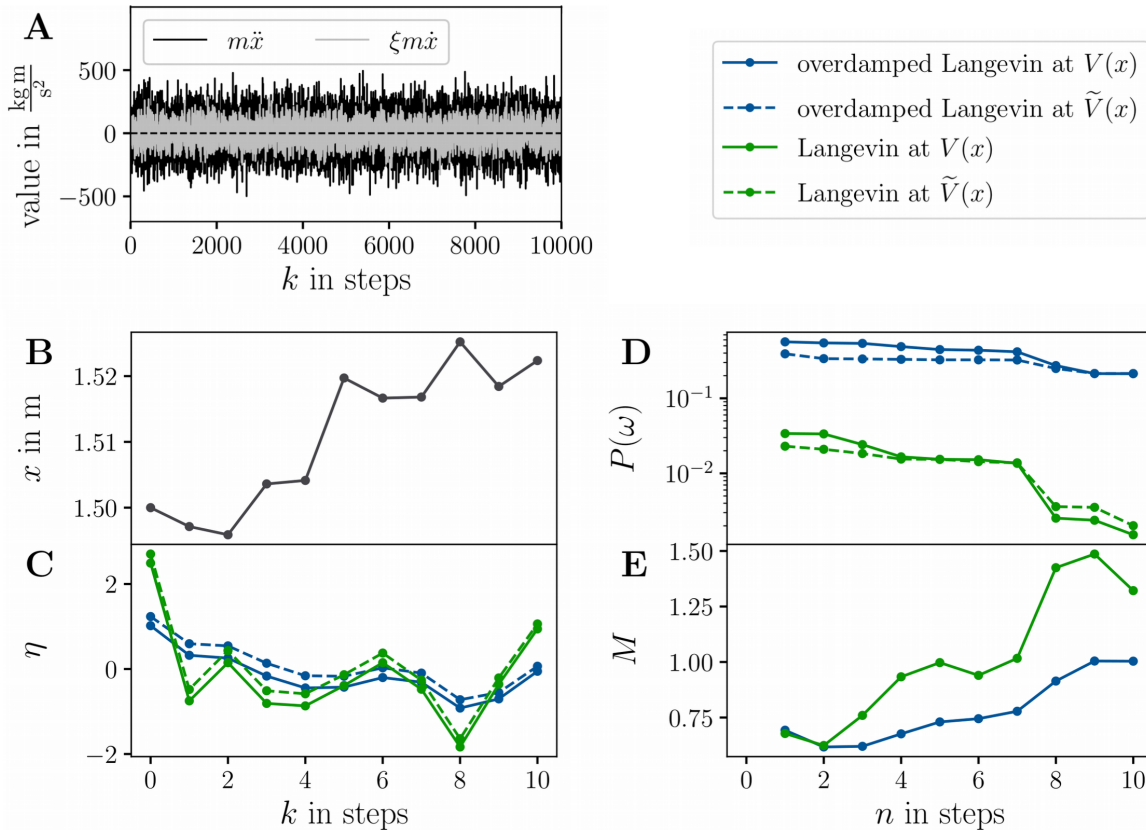 A
mẍ
ξmẋ
value in kg m/s²
500
0
−500
0
2000
4000
6000
8000
10000
k in steps
overdamped Langevin at V(x)
overdamped Langevin at Ṽ(x)
Langevin at V(x)
Langevin at Ṽ(x)
B
x in m
1.52
1.51
1.50
C
η
2
0
−2
0
2
4
6
8
10
k in steps
D
P(ω)
10⁻¹
10⁻²
E
M
1.50
1.25
1.00
0.75
0
2
4
6
8
10
n in steps